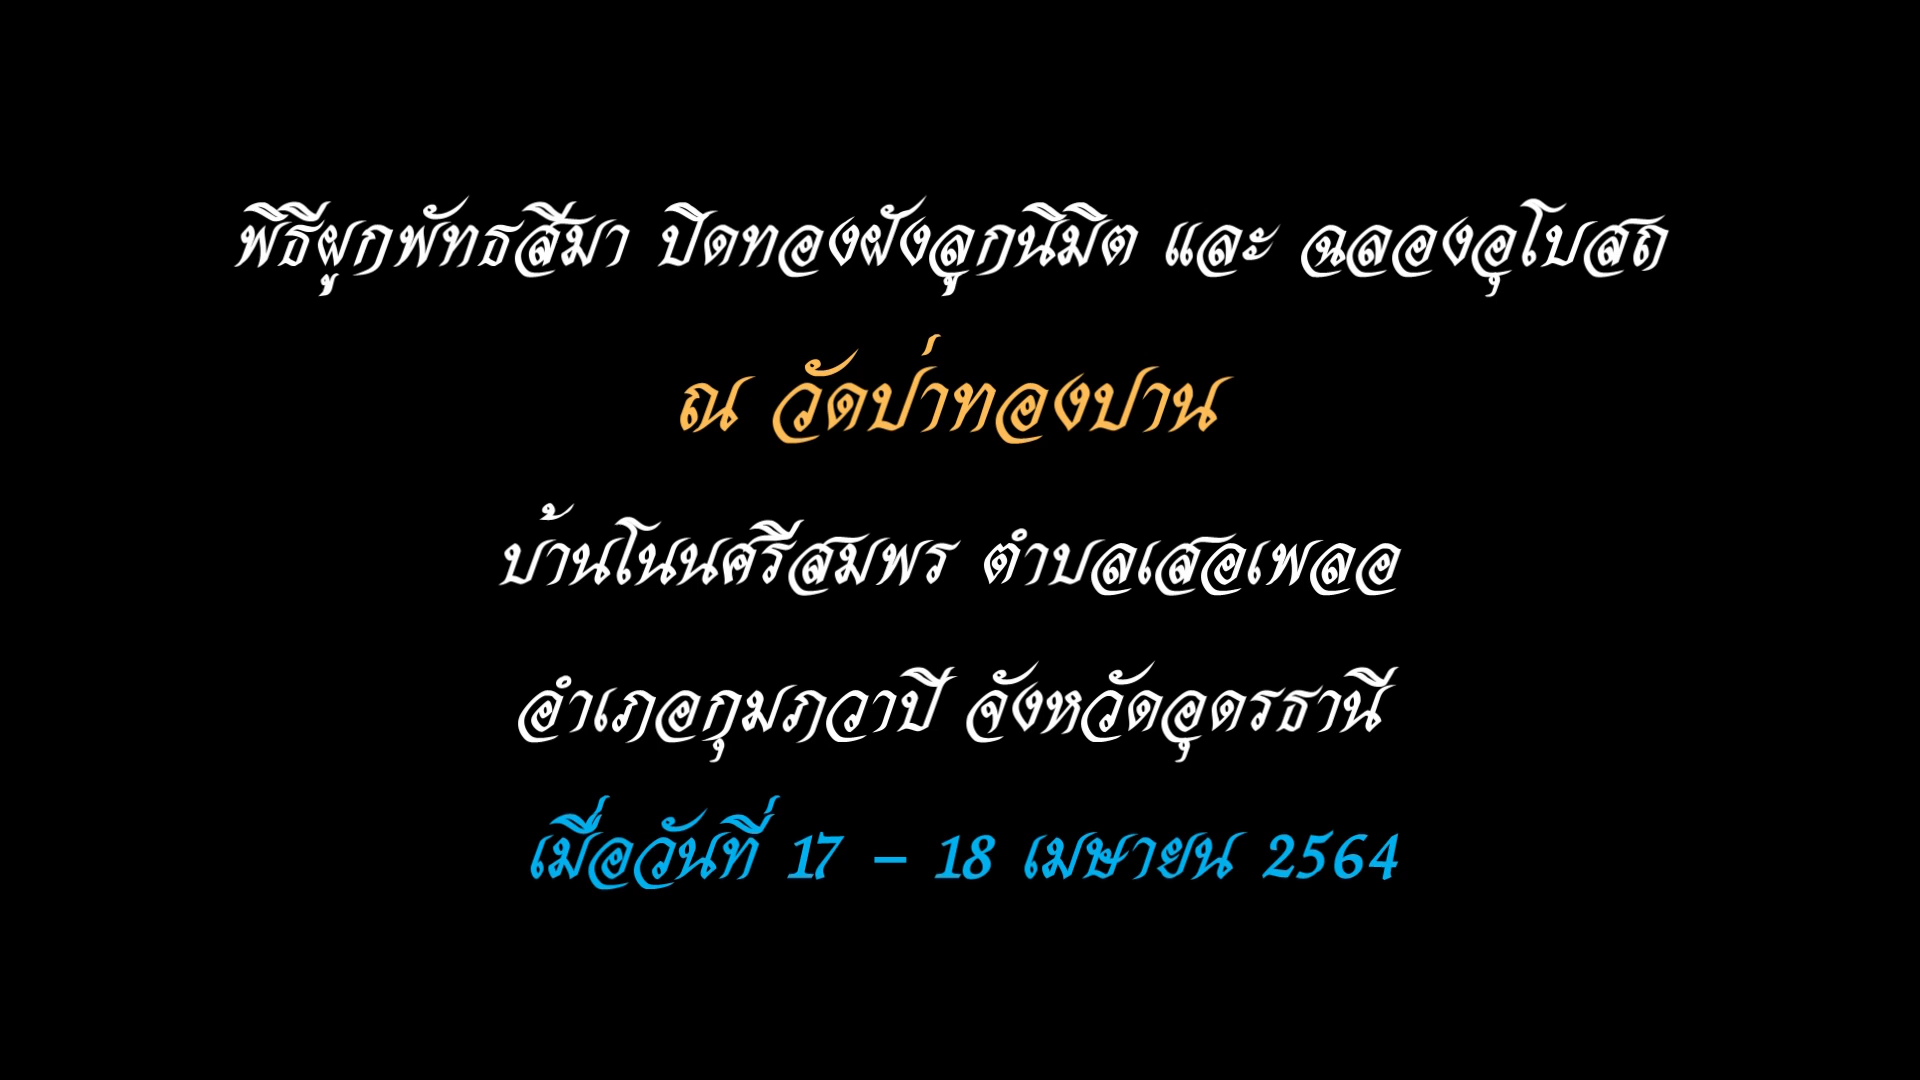 พิธีผูกพัทธสีมา ปิดทองฝังลูกนิมิต และ ฉลองอุโบสถ
ณ วัดป่าทองปาน
บ้านโนนศรีสมพร ตำบลเสอเพลอ
อำเภอกุมภวาปี จังหวัดอุดรธานี
เมื่อวันที่ 17 - 18 เมษายน 2564